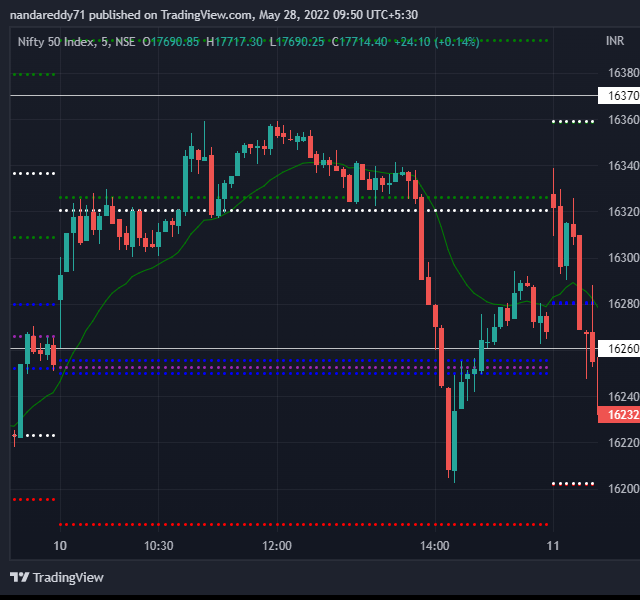 nandareddy71 published on TradingView.com, May 28, 2022 09:50 UTC+5:30
Nifty 50 Index, 5, NSE O17690.85 H17717.30 L17690.25 C17714.40 +24.10 (+0.14%)
INR
16380
16370
16360
16340
16320
16300
16280
16260
16240
16232
16220
16200
10 10:30 12:00 14:00 11
TradingView